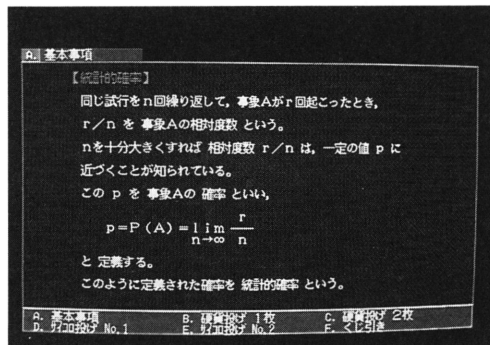 A. 基本事項
【統計的確率】
同じ試行をn回繰り返して，事象Aがr回起こったとき，
r／n を 事象Aの相対度数 という。
nを十分大きくすれば 相対度数 r／n は，一定の値 p に
近づくことが知られている。
この p を 事象Aの 確率 といい，
p＝P（A）＝lim n→∞ r/n
と 定義する。
このように定義された確率を 統計的確率 という。
A. 基本事項 B. 硬貨投げ 1枚 C. 硬貨投げ 2枚
D. ｻｲｺﾛ投げ No.1 E. ｻｲｺﾛ投げ No.2 F. くじ引き